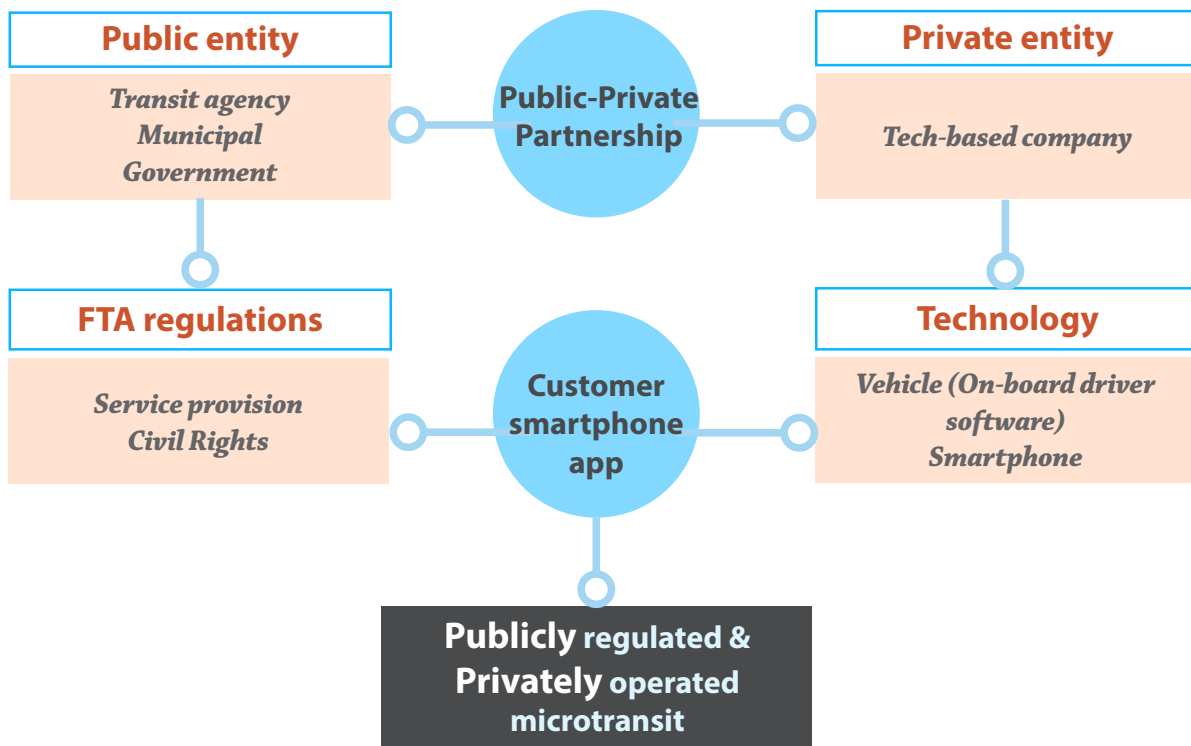 Public entity
Transit agency
Municipal
Government
Public-Private
Partnership
Private entity
Tech-based company
FTA regulations
Service provision
Civil Rights
Customer
smartphone
app
Technology
Vehicle (On-board driver
software)
Smartphone
Publicly regulated &
Privately operated
microtransit